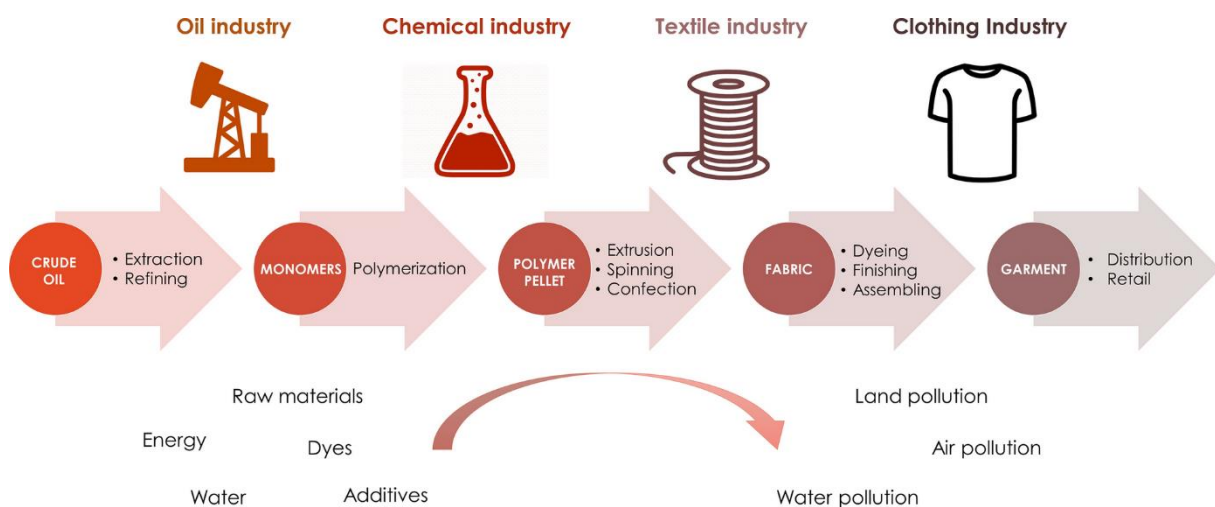 Oil industry
Chemical industry
Textile industry
Clothing Industry
CRUDE
OIL
• Extraction
• Refining
MONOMERS
Polymerization
POLYMER
PELLET
• Extrusion
• Spinning
• Confection
FABRIC
• Dyeing
• Finishing
• Assembling
GARMENT
• Distribution
• Retail
Raw materials
Energy
Dyes
Water
Additives
Land pollution
Air pollution
Water pollution